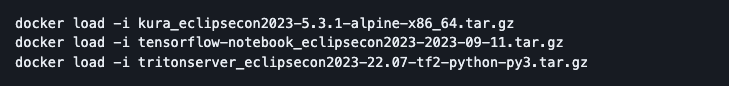 docker load -i kura_eclipsecon2023-5.3.1-alpine-x86_64.tar.gz
docker load -i tensorflow-notebook_eclipsecon2023-2023-09-11.tar.gz
docker load -i tritonserver_eclipsecon2023-22.07-tf2-python-py3.tar.gz